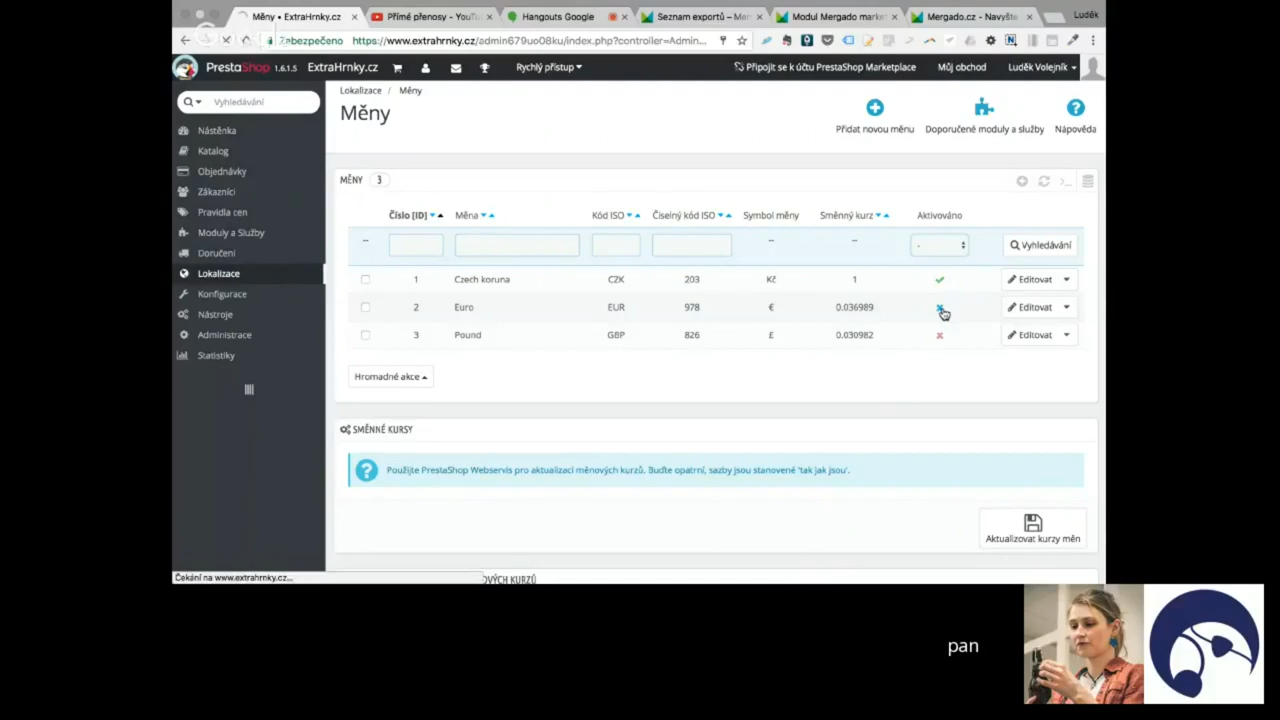 Měny • ExtraHrnky.cz
Přímé přenosy - YouTu
Hangouts Google
Seznam exportů – Mer
Modul Mergado market
Mergado.cz - Navyšte
Luděk
Zabezpečeno
https://www.extrahrnky.cz/admin679uo08ku/index.php?controller=Admin...
PrestaShop 1.6.1.5
ExtraHrnky.cz
Rychlý přístup
Připojit se k účtu PrestaShop Marketplace
Můj obchod
Luděk Volejník
Vyhledávání
Nástěnka
Katalog
Objednávky
Zákazníci
Pravidla cen
Moduly a Služby
Doručení
Lokalizace
Konfigurace
Nástroje
Administrace
Statistiky
Lokalizace / Měny
Měny
Přidat novou měnu
Doporučené moduly a služby
Nápověda
MĚNY 3
Číslo [ID] Měna Kód ISO Číselný kód ISO Symbol měny Směnný kurz Aktivováno
-- -- -- - Vyhledávání
1 Czech koruna CZK 203 Kč 1 Editovat
2 Euro EUR 978 € 0.036989 Editovat
3 Pound GBP 826 £ 0.030982 Editovat
Hromadné akce
SMĚNNÉ KURSY
Použijte PrestaShop Webservis pro aktualizaci měnových kurzů. Buďte opatrní, sazby jsou stanovené 'tak jak jsou'.
Aktualizovat kurzy měn
Čekání na www.extrahrnky.cz...
OVÝCH KURZŮ
pan